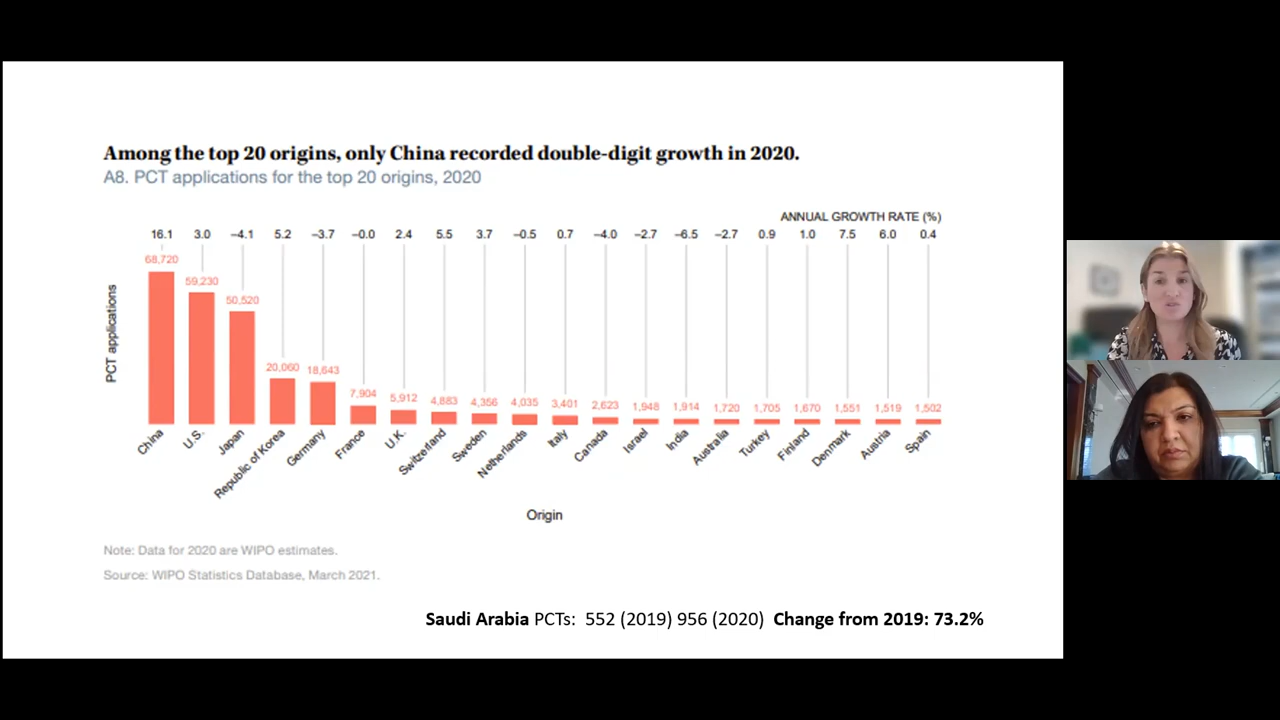 Among the top 20 origins, only China recorded double-digit growth in 2020.
A8. PCT applications for the top 20 origins, 2020
ANNUAL GROWTH RATE (%)
16.1 3.0 –4.1 5.2 –3.7 –0.0 2.4 5.5 3.7 –0.5 0.7 –4.0 –2.7 –6.5 –2.7 0.9 1.0 7.5 6.0 0.4
68,720 59,230 50,520 20,060 18,643 7,904 5,912 4,883 4,356 4,035 3,401 2,623 1,948 1,914 1,720 1,705 1,670 1,551 1,519 1,502
PCT applications
China U.S. Japan Republic of Korea Germany France U.K. Switzerland Sweden Netherlands Italy Canada Israel India Australia Turkey Finland Denmark Austria Spain
Origin
Note: Data for 2020 are WIPO estimates.
Source: WIPO Statistics Database, March 2021.
Saudi Arabia PCTs: 552 (2019) 956 (2020) Change from 2019: 73.2%